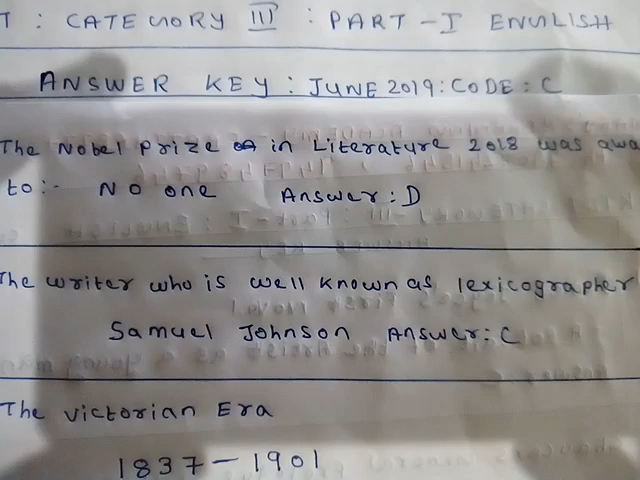 T : CATEGORY III : PART-I ENGLISH
ANSWER KEY : JUNE 2019 : CODE : C
The Nobel prize in Literature 2018 was awa
to :- No one Answer : D
The writer who is well known as lexicographer
Samuel Johnson Answer : C
The victorian Era
1837 - 1901